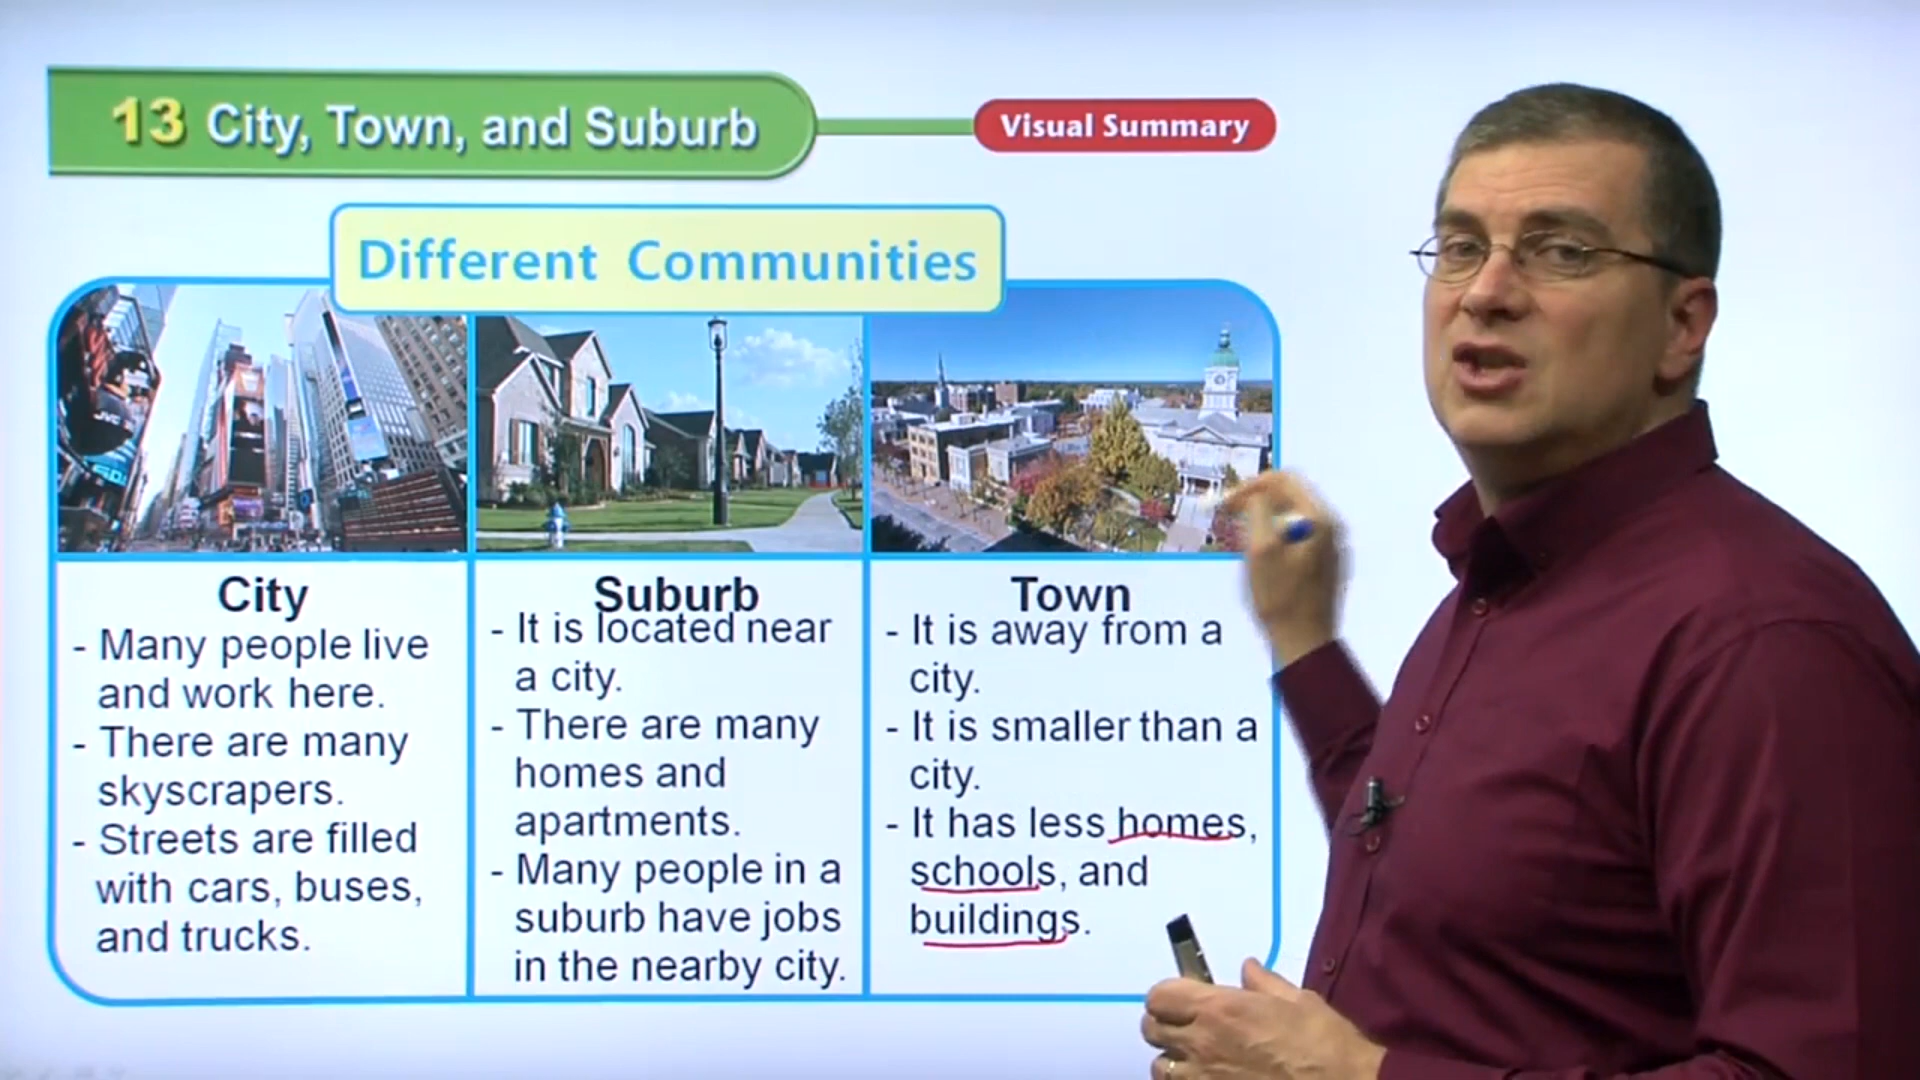 13 City, Town, and Suburb
Visual Summary
Different Communities
JVC
City
- Many people live
and work here.
- There are many
skyscrapers.
- Streets are filled
with cars, buses,
and trucks.
Suburb
- It is located near
a city.
- There are many
homes and
apartments.
- Many people in a
suburb have jobs
in the nearby city.
Town
- It is away from a
city.
- It is smaller than a
city.
- It has less homes,
schools, and
buildings.